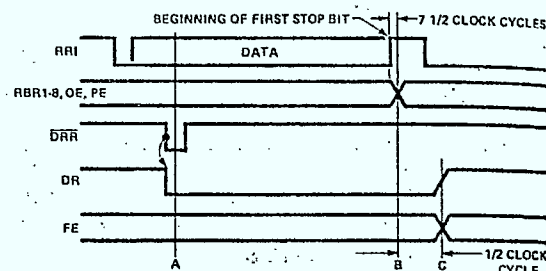 BEGINNING OF FIRST STOP BIT
7 1/2 CLOCK CYCLES
RRI
DATA
RBR1-8, OE, PE
DRR
DR
FE
A
B
C
1/2 CLOCK
CYCLE